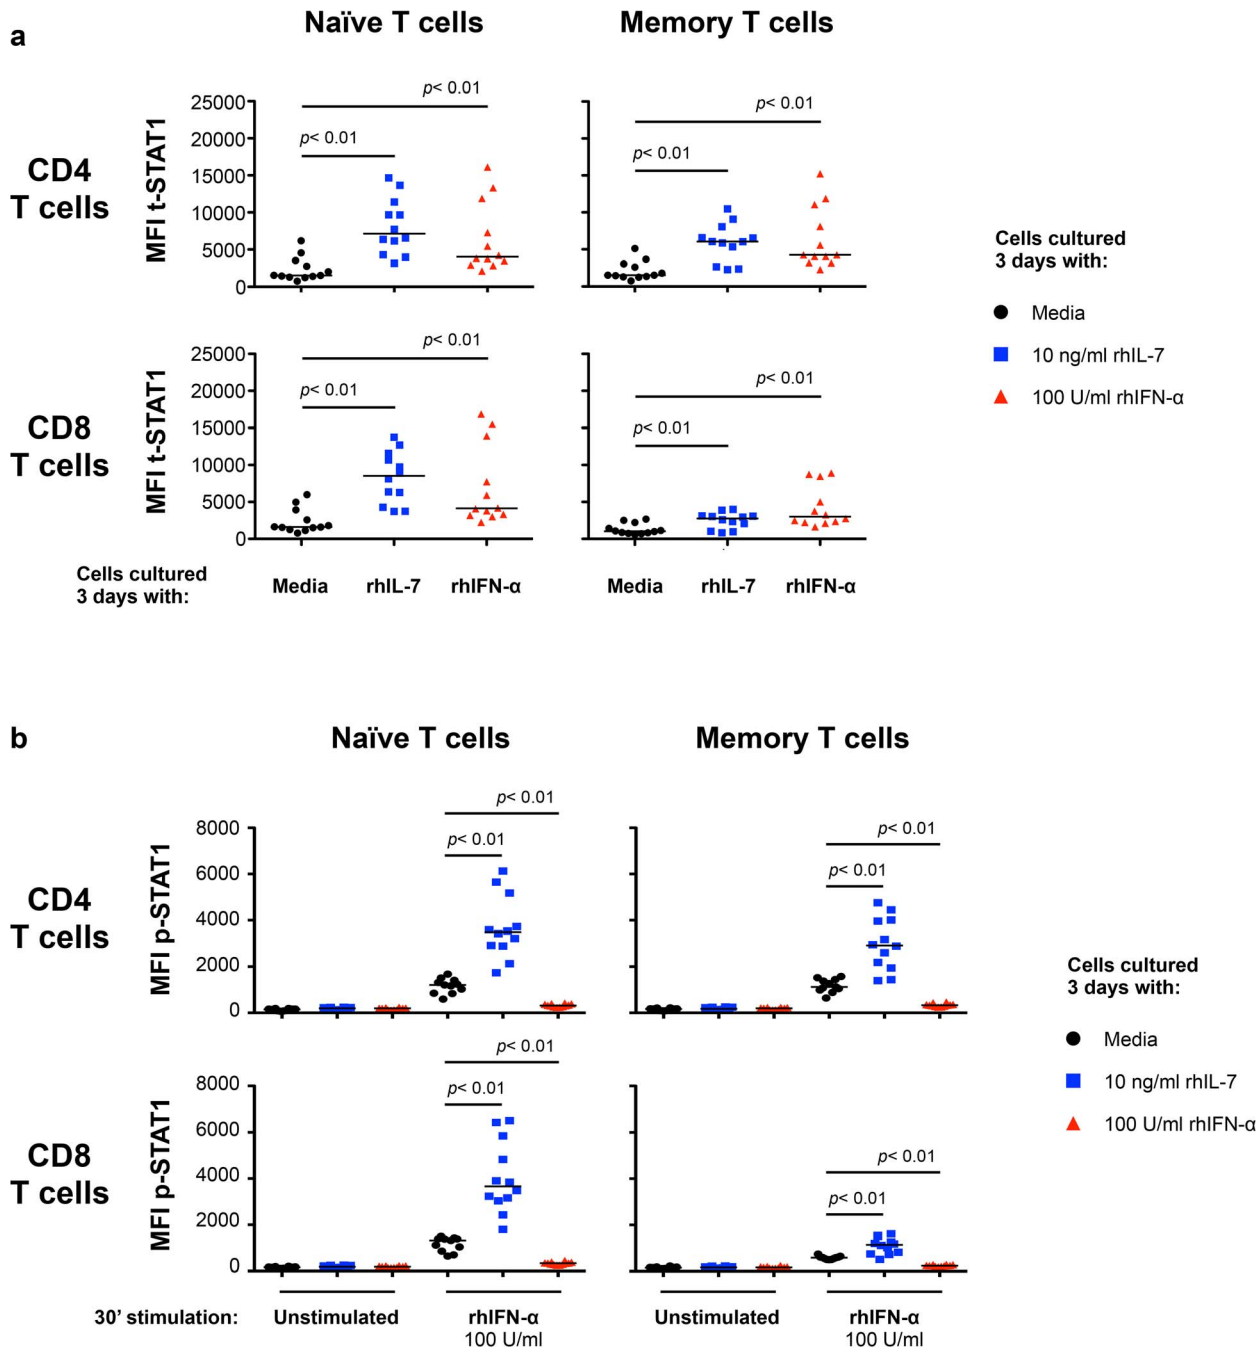 a
Naïve T cells
Memory T cells
CD4
T cells
MFI t-STAT1
25000
20000
15000
10000
5000
0
p< 0.01
p< 0.01
p< 0.01
p< 0.01
CD8
T cells
MFI t-STAT1
25000
20000
15000
10000
5000
0
p< 0.01
p< 0.01
p< 0.01
p< 0.01
Cells cultured
3 days with:
Media
rhIL-7
rhIFN-α
Media
rhIL-7
rhIFN-α
Cells cultured
3 days with:
Media
10 ng/ml rhIL-7
100 U/ml rhIFN-α
b
Naïve T cells
Memory T cells
CD4
T cells
MFI p-STAT1
8000
6000
4000
2000
0
p< 0.01
p< 0.01
p< 0.01
p< 0.01
CD8
T cells
MFI p-STAT1
8000
6000
4000
2000
0
p< 0.01
p< 0.01
p< 0.01
p< 0.01
30’ stimulation:
Unstimulated
rhIFN-α
100 U/ml
Unstimulated
rhIFN-α
100 U/ml
Cells cultured
3 days with:
Media
10 ng/ml rhIL-7
100 U/ml rhIFN-α